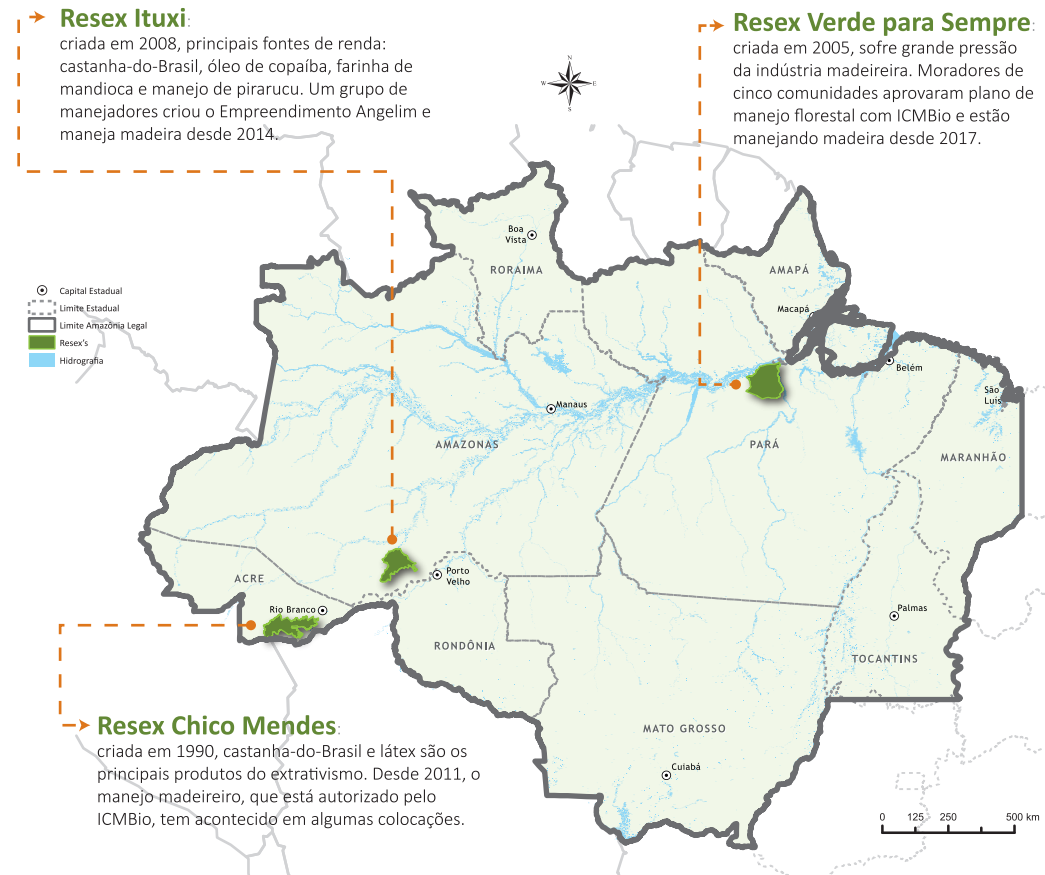 Resex Ituxi:
criada em 2008, principais fontes de renda:
castanha-do-Brasil, óleo de copaíba, farinha de
mandioca e manejo de pirarucu. Um grupo de
manejadores criou o Empreendimento Angelim e
maneja madeira desde 2014.
Resex Verde para Sempre:
criada em 2005, sofre grande pressão
da indústria madeireira. Moradores de
cinco comunidades aprovaram plano de
manejo florestal com ICMBio e estão
manejando madeira desde 2017.
N
W
E
S
Boa
Vista
RORAIMA
AMAPÁ
Macapá
Capital Estadual
Limite Estadual
Limite Amazônia Legal
Resex's
Hidrografia
Belém
São
Luis
Manaus
AMAZONAS
PARÁ
MARANHÃO
ACRE
Porto
Velho
Rio Branco
Palmas
RONDÔNIA
TOCANTINS
MATO GROSSO
Cuiabá
Resex Chico Mendes:
criada em 1990, castanha-do-Brasil e látex são os
principais produtos do extrativismo. Desde 2011, o
manejo madeireiro, que está autorizado pelo
ICMBio, tem acontecido em algumas colocações.
0 125 250 500 km